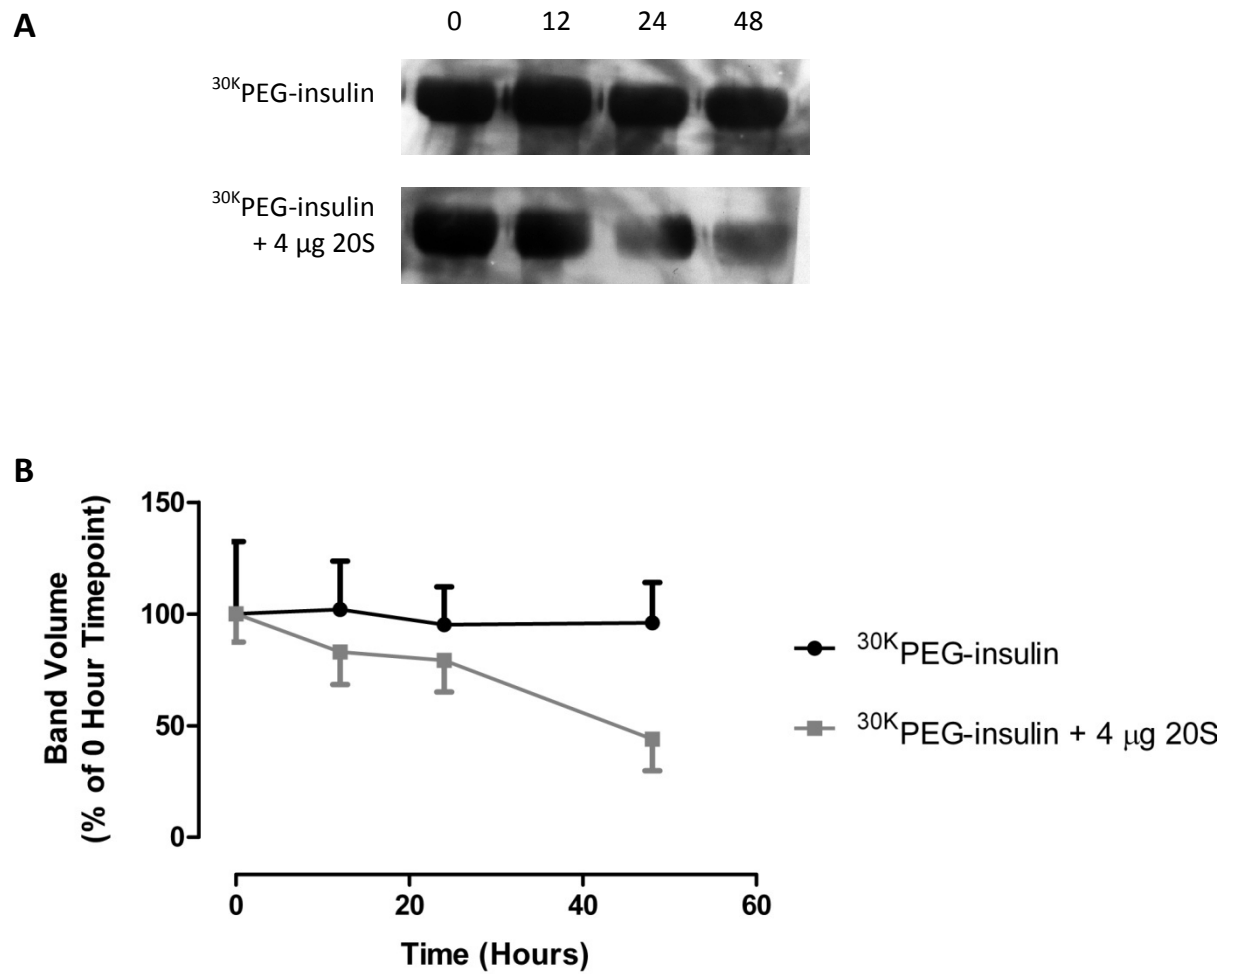 A
0 12 24 48
³⁰ᴷPEG-insulin
³⁰ᴷPEG-insulin
+ 4 µg 20S
B
Band Volume
(% of 0 Hour Timepoint)
150
100
50
0
0 20 40 60
Time (Hours)
³⁰ᴷPEG-insulin
³⁰ᴷPEG-insulin + 4 µg 20S